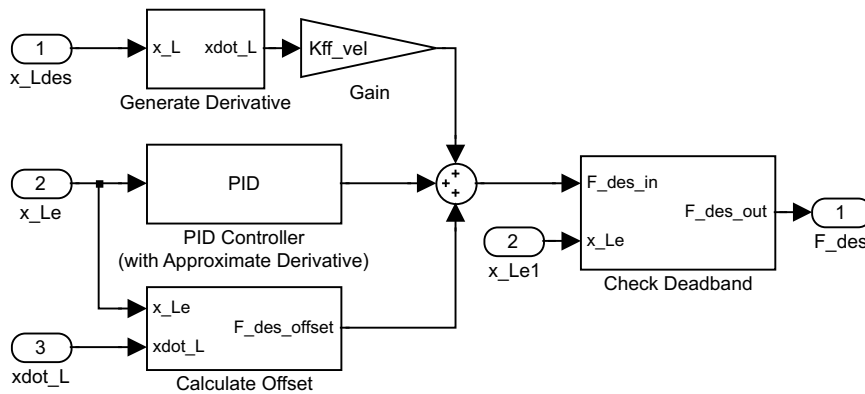 1
x_Ldes
x_L
xdot_L
Generate Derivative
Kff_vel
Gain
2
x_Le
PID
PID Controller
(with Approximate Derivative)
+
+
+
x_Le
xdot_L
F_des_offset
Calculate Offset
3
xdot_L
2
x_Le1
F_des_in
x_Le
F_des_out
Check Deadband
1
F_des